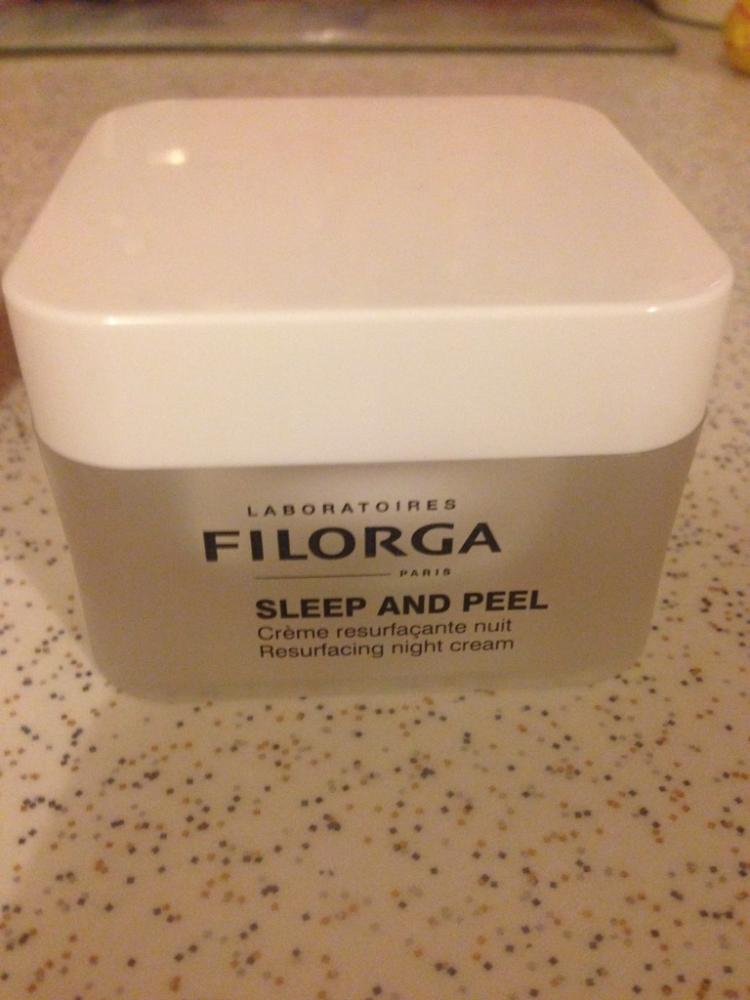 LABORATOIRES
FILORGA
PARIS
SLEEP AND PEEL
Crème resurfaçante nuit
Resurfacing night cream